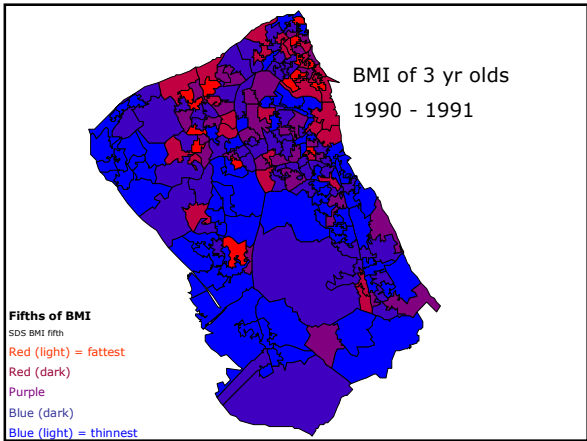 BMI of 3 yr olds
1990 - 1991
Fifths of BMI
SDS BMI fifth
Red (light) = fattest
Red (dark)
Purple
Blue (dark)
Blue (light) = thinnest